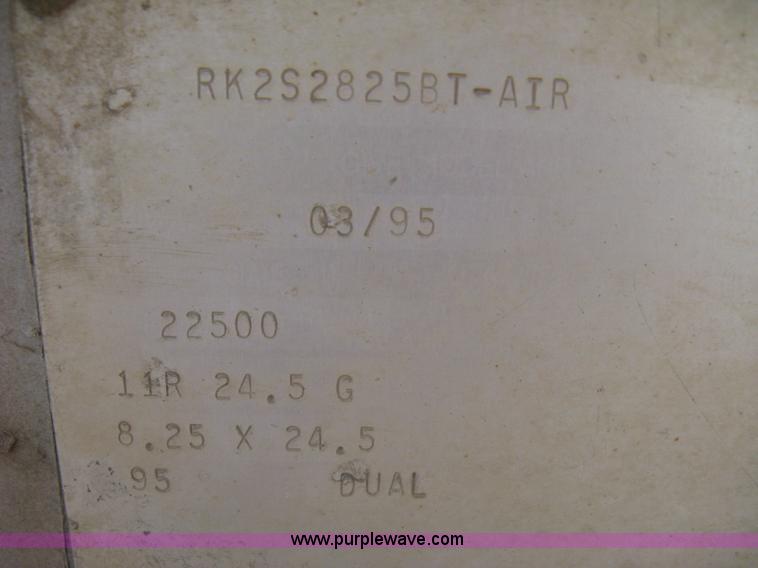 RK2S2825BT-AIR
03/95
22500
11R 24.5 G
8.25 X 24.5
95 DUAL
www.purplewave.com